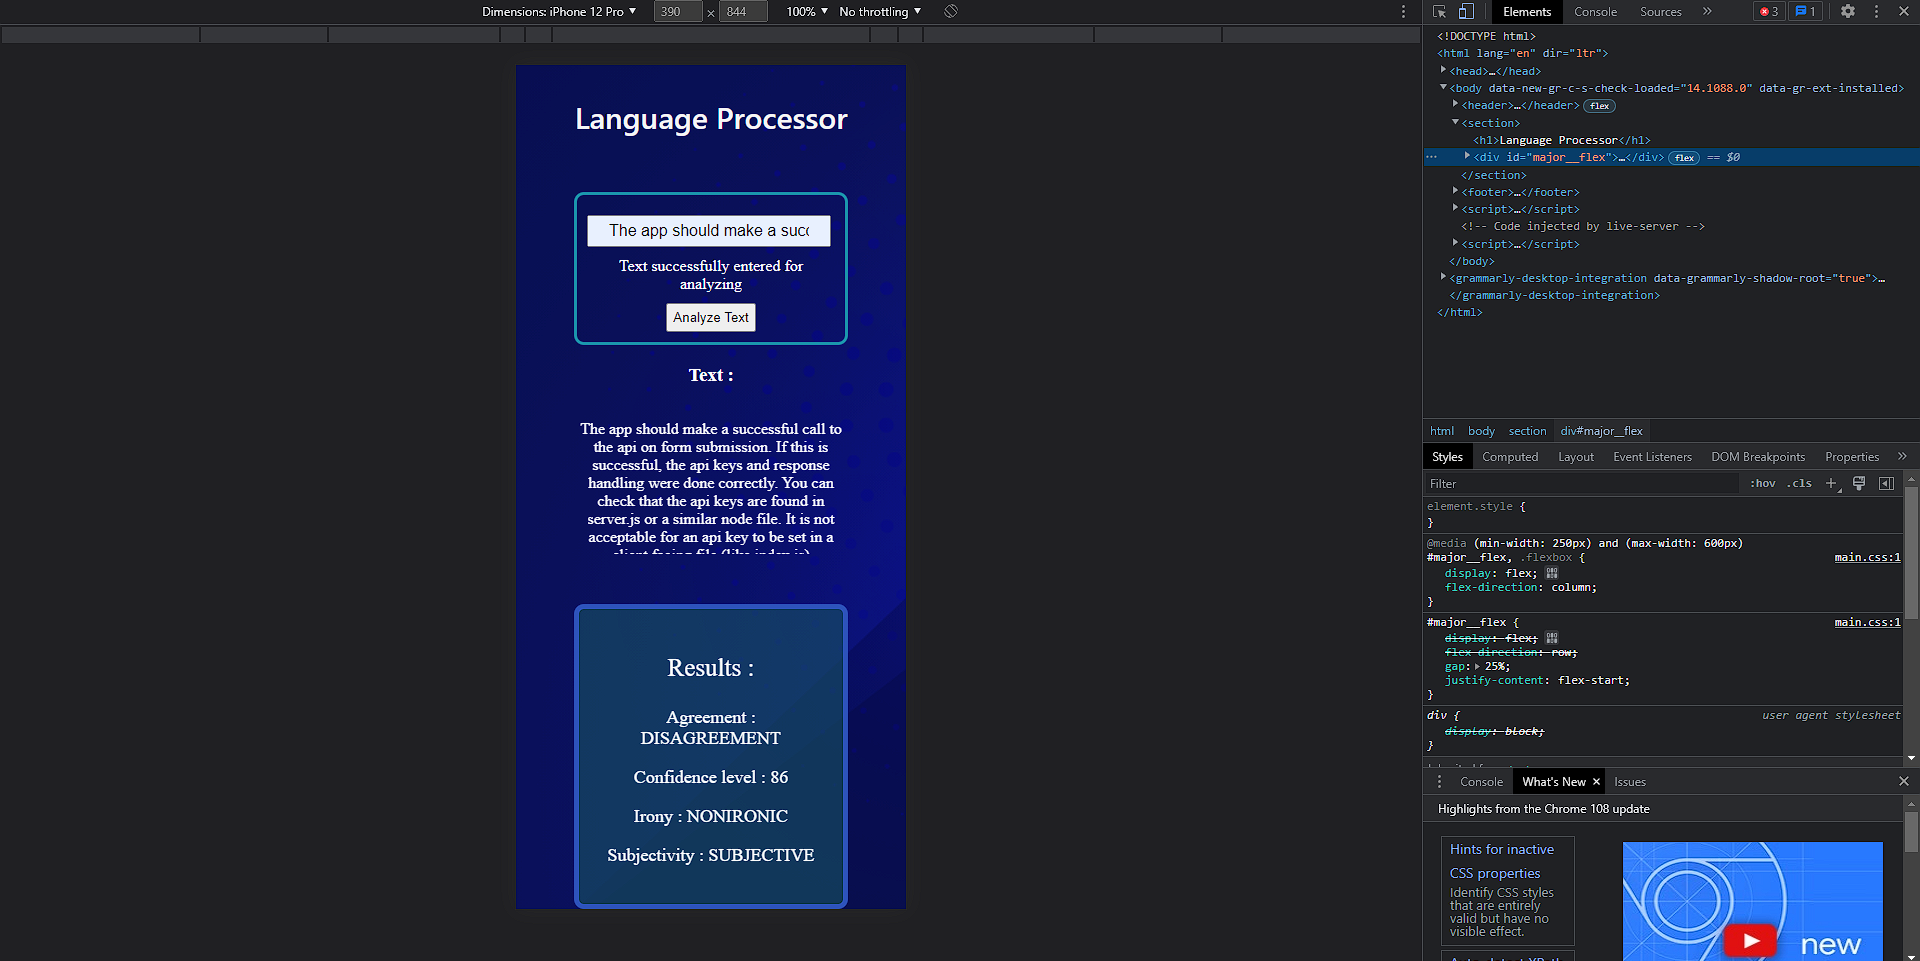 Dimensions: iPhone 12 Pro ▼ 390 × 844 100% ▼ No throttling ▼
Language Processor
The app should make a succ
Text successfully entered for
analyzing
Analyze Text
Text :
The app should make a successful call to
the api on form submission. If this is
successful, the api keys and response
handling were done correctly. You can
check that the api keys are found in
server.js or a similar node file. It is not
acceptable for an api key to be set in a
client facing file (like index.js).
Results :
Agreement :
DISAGREEMENT
Confidence level : 86
Irony : NONIRONIC
Subjectivity : SUBJECTIVE
Elements Console Sources » 3 1
<!DOCTYPE html>
<html lang="en" dir="ltr">
<head>…</head>
<body data-new-gr-c-s-check-loaded="14.1088.0" data-gr-ext-installed>
<header>…</header> flex
<section>
<h1>Language Processor</h1>
<div id="major__flex">…</div> flex == $0
</section>
<footer>…</footer>
<script>…</script>
<!-- Code injected by live-server -->
<script>…</script>
</body>
<grammarly-desktop-integration data-grammarly-shadow-root="true">…
</grammarly-desktop-integration>
</html>
html body section div#major__flex
Styles Computed Layout Event Listeners DOM Breakpoints Properties »
Filter :hov .cls +
element.style {
}
@media (min-width: 250px) and (max-width: 600px)
#major__flex, .flexbox { main.css:1
display: flex;
flex-direction: column;
}
#major__flex { main.css:1
display: flex;
flex-direction: row;
gap: 25%;
justify-content: flex-start;
}
div { user agent stylesheet
display: block;
}
Console What's New × Issues
Highlights from the Chrome 108 update
Hints for inactive
CSS properties
Identify CSS styles
that are entirely
valid but have no
visible effect.
new